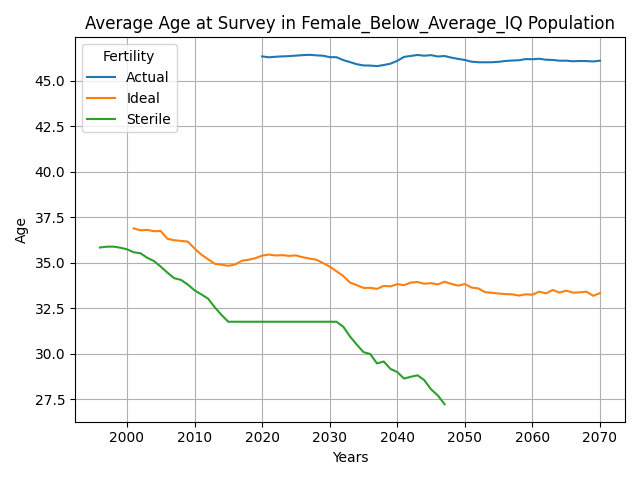 Average Age at Survey in Female_Below_Average_IQ Population
Fertility
Actual
Ideal
Sterile
45.0
42.5
40.0
37.5
35.0
32.5
30.0
27.5
Age
2000 2010 2020 2030 2040 2050 2060 2070
Years